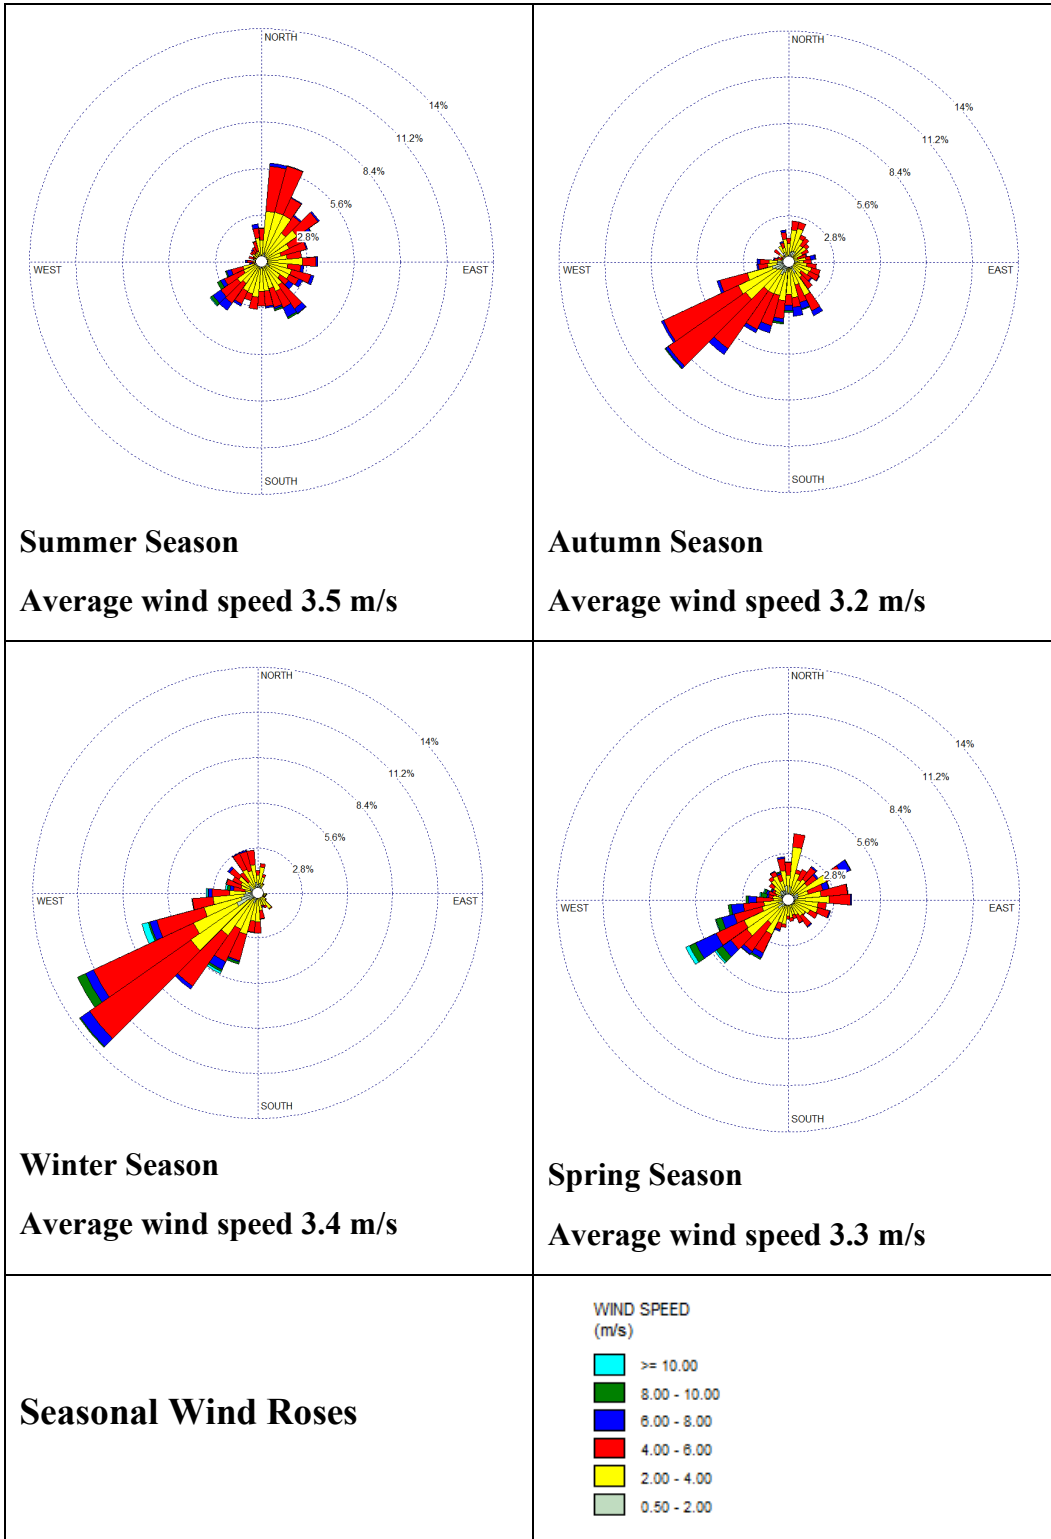 NORTH
14%
11.2%
8.4%
5.6%
2.8%
WEST
EAST
SOUTH
Summer Season
Average wind speed 3.5 m/s
NORTH
14%
11.2%
8.4%
5.6%
2.8%
WEST
EAST
SOUTH
Autumn Season
Average wind speed 3.2 m/s
NORTH
14%
11.2%
8.4%
5.6%
2.8%
WEST
EAST
SOUTH
Winter Season
Average wind speed 3.4 m/s
NORTH
14%
11.2%
8.4%
5.6%
2.8%
WEST
EAST
SOUTH
Spring Season
Average wind speed 3.3 m/s
Seasonal Wind Roses
WIND SPEED
(m/s)
>= 10.00
8.00 - 10.00
6.00 - 8.00
4.00 - 6.00
2.00 - 4.00
0.50 - 2.00